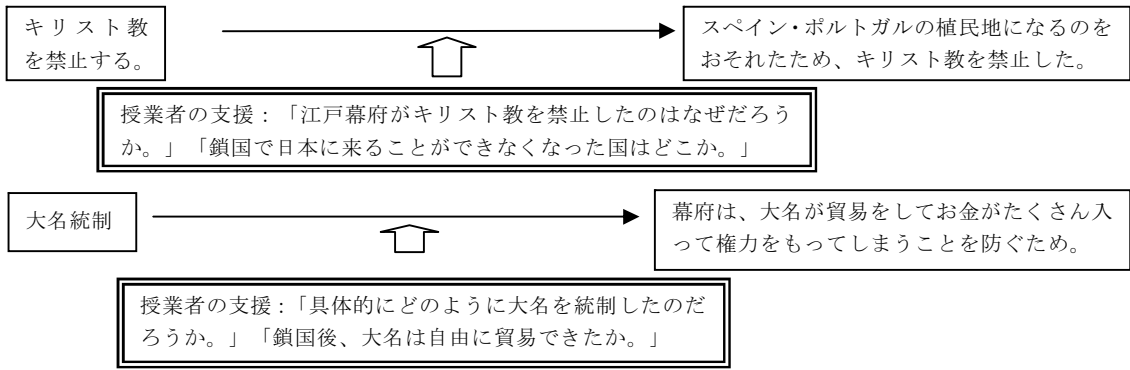 キリスト教
を禁止する。
スペイン・ポルトガルの植民地になるのを
おそれたため、キリスト教を禁止した。
授業者の支援：「江戸幕府がキリスト教を禁止したのはなぜだろう
か。」「鎖国で日本に来ることができなくなった国はどこか。」
大名統制
幕府は、大名が貿易をしてお金がたくさん入
って権力をもってしまうことを防ぐため。
授業者の支援：「具体的にどのように大名を統制したのだ
ろうか。」「鎖国後、大名は自由に貿易できたか。」